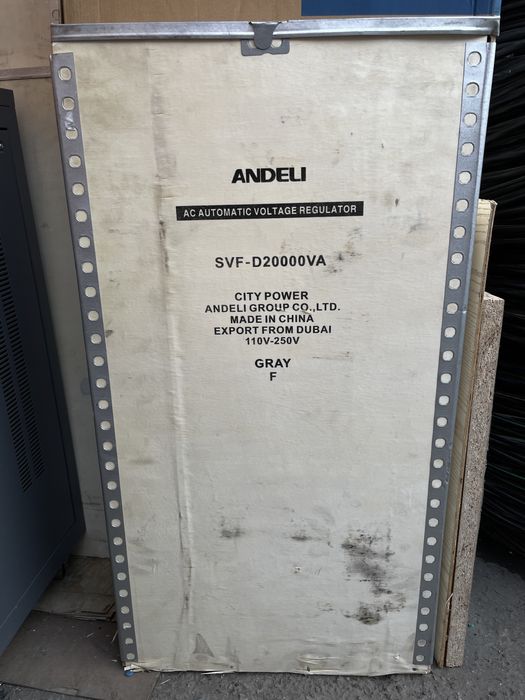 ANDELI
AC AUTOMATIC VOLTAGE REGULATOR
SVF-D20000VA
CITY POWER
ANDELI GROUP CO.,LTD.
MADE IN CHINA
EXPORT FROM DUBAI
110V-250V
GRAY
F